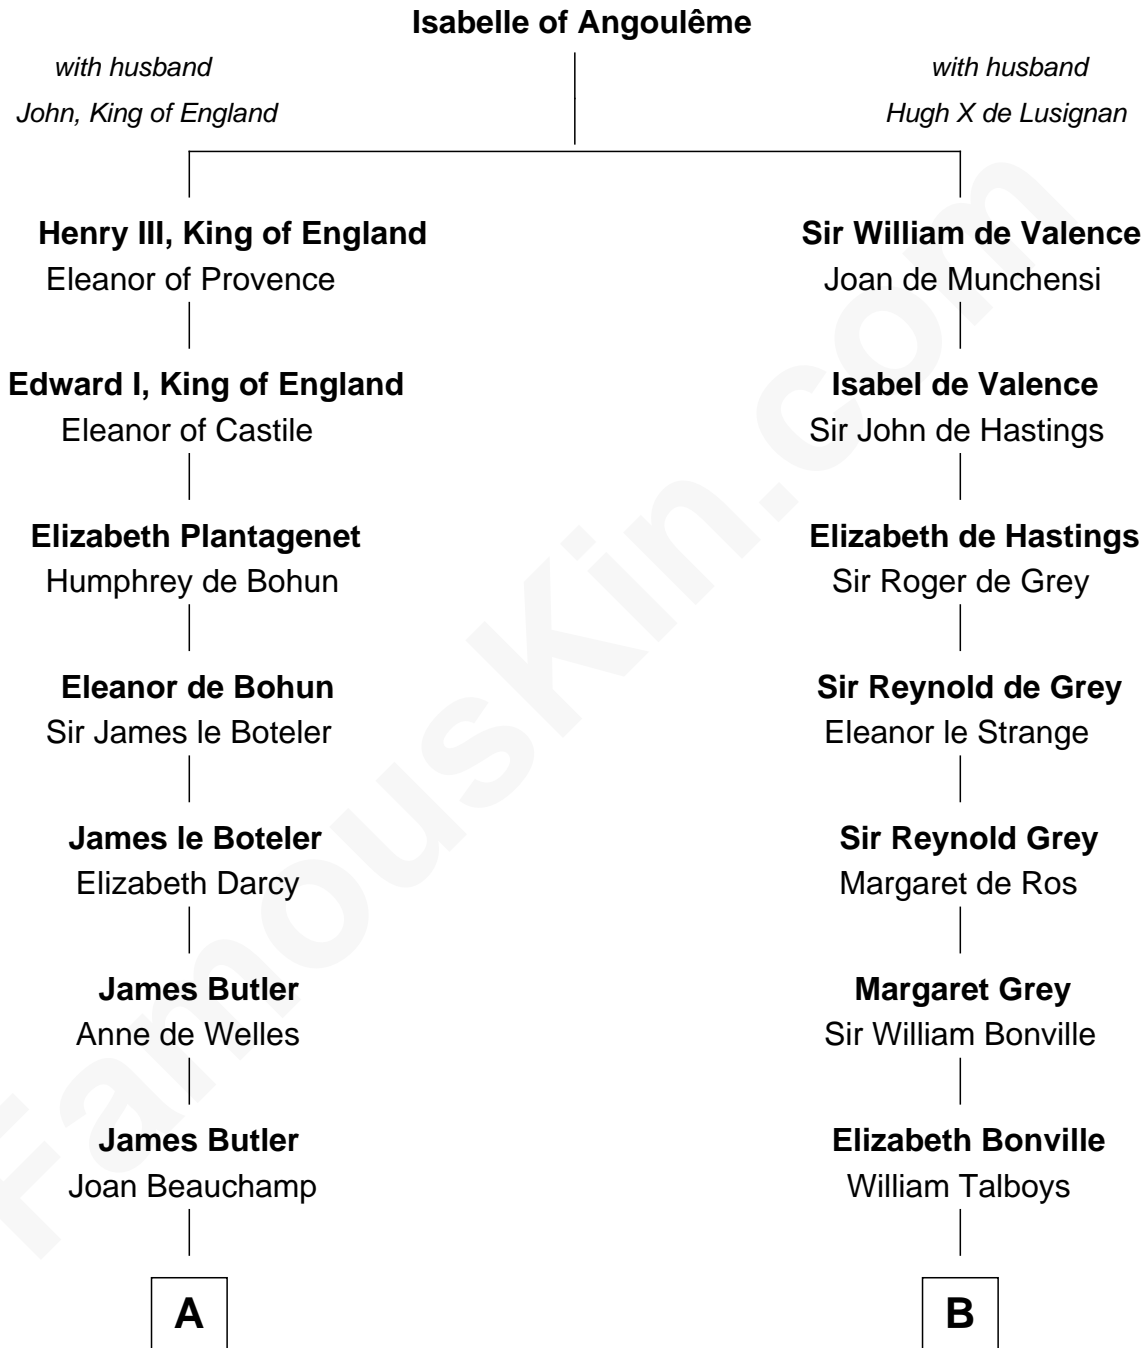 Isabelle of Angoulême
with husband
John, King of England
with husband
Hugh X de Lusignan
Henry III, King of England
Eleanor of Provence
Sir William de Valence
Joan de Munchensi
Edward I, King of England
Eleanor of Castile
Isabel de Valence
Sir John de Hastings
Elizabeth Plantagenet
Humphrey de Bohun
Elizabeth de Hastings
Sir Roger de Grey
Eleanor de Bohun
Sir James le Boteler
Sir Reynold de Grey
Eleanor le Strange
James le Boteler
Elizabeth Darcy
Sir Reynold Grey
Margaret de Ros
James Butler
Anne de Welles
Margaret Grey
Sir William Bonville
James Butler
Joan Beauchamp
Elizabeth Bonville
William Talboys
A
B
FamousKin.com